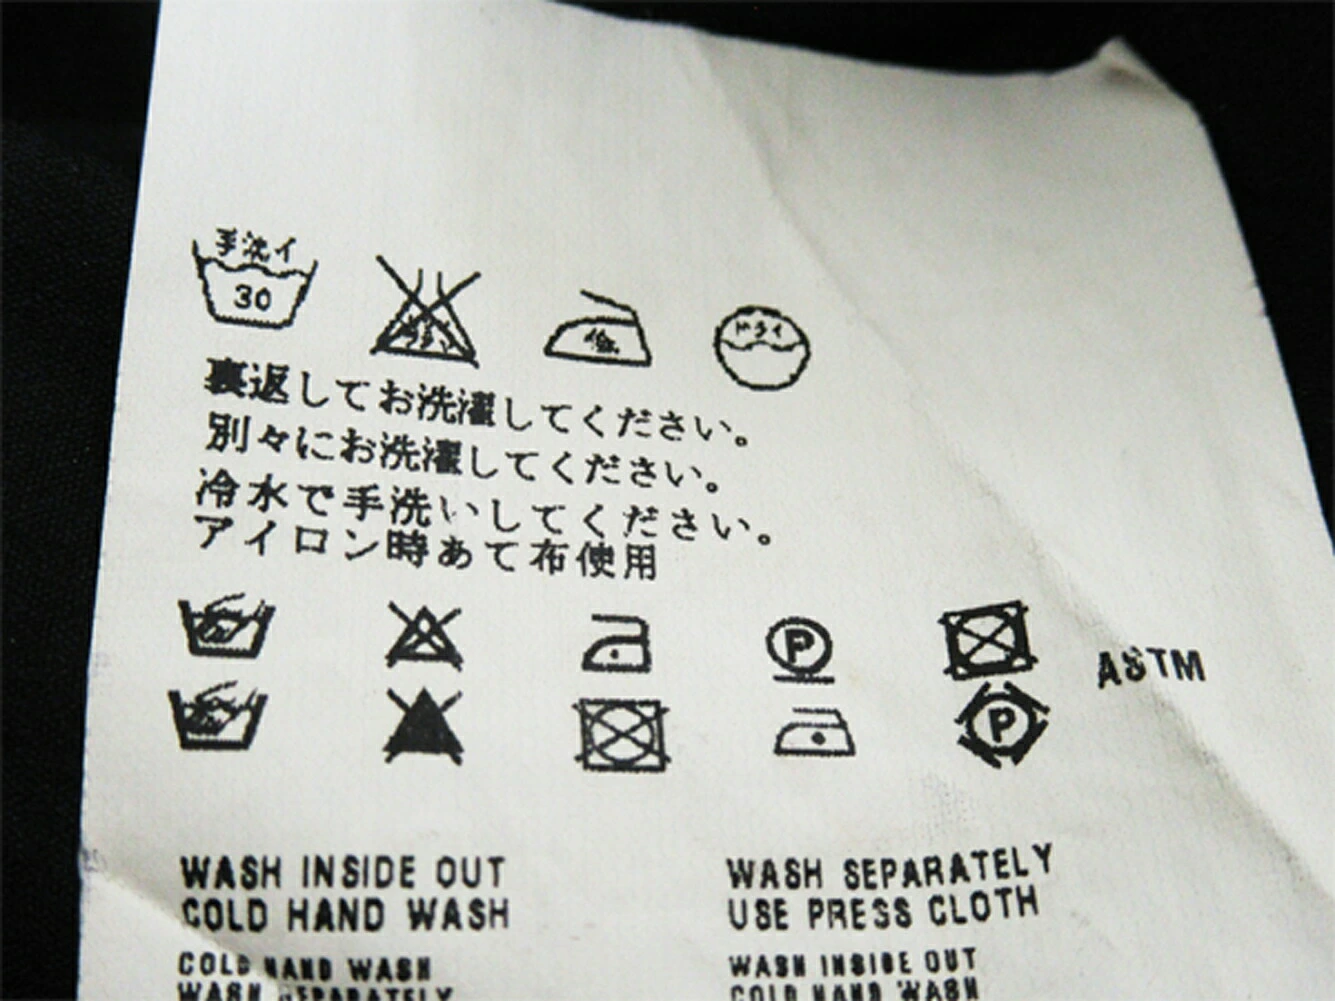 手洗イ
30
低
ドライ
裏返してお洗濯してください。
別々にお洗濯してください。
冷水で手洗いしてください。
アイロン時あて布使用
P
ASTM
P
WASH INSIDE OUT
COLD HAND WASH
WASH SEPARATELY
USE PRESS CLOTH
COLD HAND WASH
WASH SEPARATELY
WASH INSIDE OUT
COLD HAND WASH